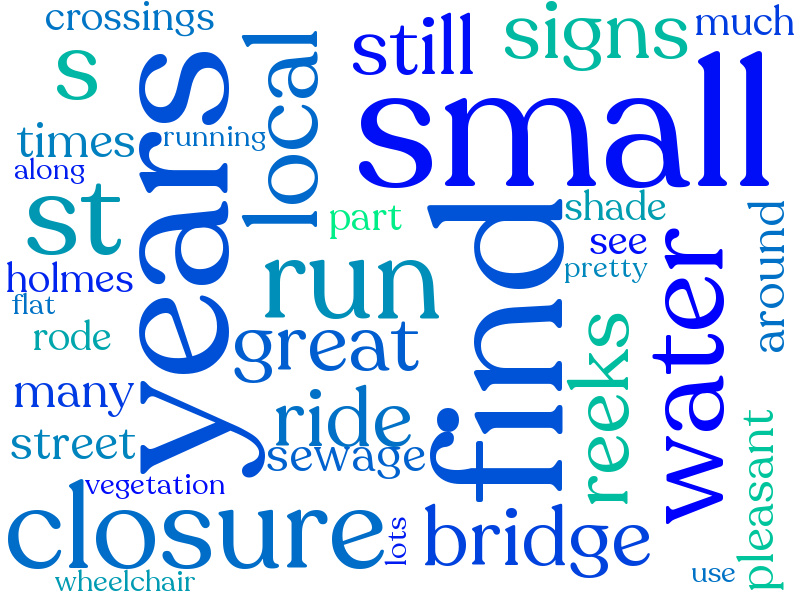 crossings
still
signs
much
s
years
local
small
times
running
along
st
part
find
shade
see
pretty
around
holmes
flat
run
water
rode
great
reeks
many
ride
street
sewage
pleasant
vegetation
closure
lots
bridge
wheelchair
use